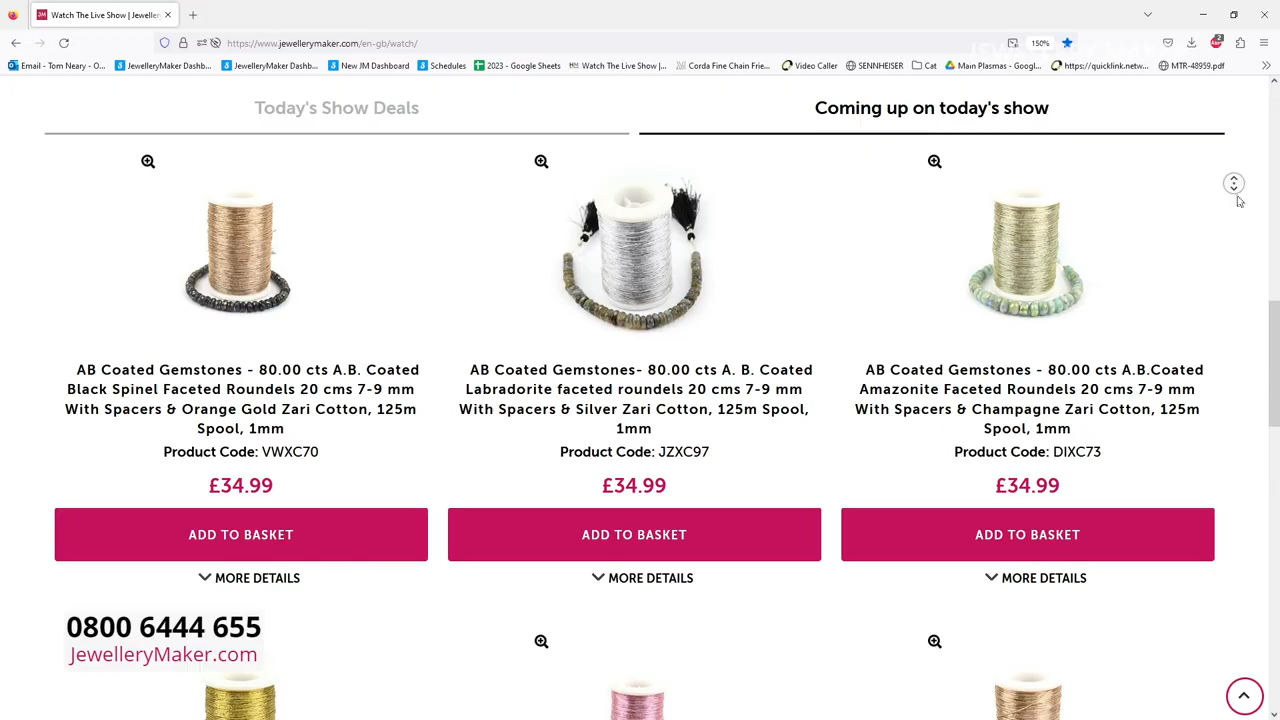 Watch The Live Show | Jeweller
https://www.jewellerymaker.com/en_gb/watch/
150%
2
Email - Tom Neary - O...
JewelleryMaker Dashb...
JewelleryMaker Dashb...
New JM Dashboard
Schedules
2023 - Google Sheets
Watch The Live Show |...
Corda Fine Chain Frie...
Video Caller
SENNHEISER
Cat
Main Plasmas - Googl...
https://quicklink.netw...
MTR-48959.pdf
Today's Show Deals
Coming up on today's show
AB Coated Gemstones - 80.00 cts A.B. Coated
Black Spinel Faceted Roundels 20 cms 7-9 mm
With Spacers & Orange Gold Zari Cotton, 125m
Spool, 1mm
Product Code: VWXC70
£34.99
ADD TO BASKET
MORE DETAILS
AB Coated Gemstones- 80.00 cts A. B. Coated
Labradorite faceted roundels 20 cms 7-9 mm
With Spacers & Silver Zari Cotton, 125m Spool,
1mm
Product Code: JZXC97
£34.99
ADD TO BASKET
MORE DETAILS
AB Coated Gemstones - 80.00 cts A.B.Coated
Amazonite Faceted Roundels 20 cms 7-9 mm
With Spacers & Champagne Zari Cotton, 125m
Spool, 1mm
Product Code: DIXC73
£34.99
ADD TO BASKET
MORE DETAILS
0800 6444 655
JewelleryMaker.com